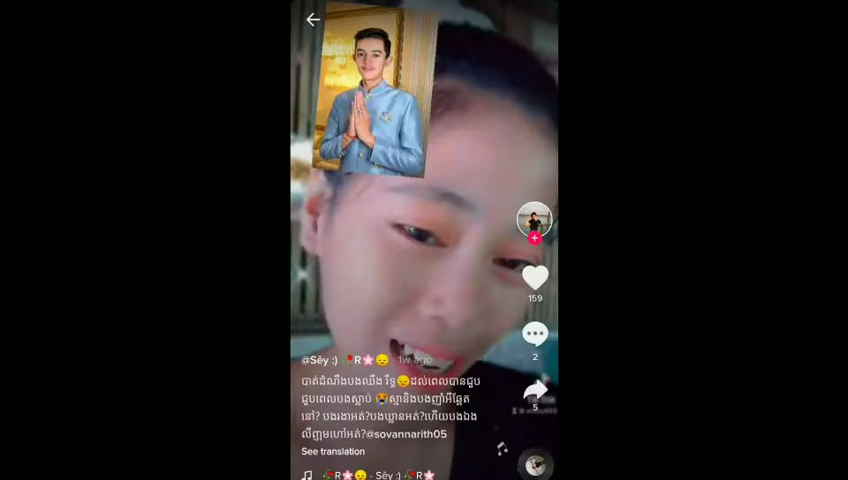 159
2
5
@Sêy :) 🥀R🌸😔 · 1w ago
បាត់ដំណឹងបងឈឺង រឹទ្ធ😔ដល់ពេលបានជួប
ជួបពេលបងស្លាប់ 😭ស្មានិងបងញ៉ាំអីឆ្អែត
នៅ? បងរងាអត់?បងឃ្លានអត់?ហើយបងឯង
លឺញុមហៅអត់?@sovannarith05
See translation
🥀R🌸😔 - Sêy :) 🥀R🌸